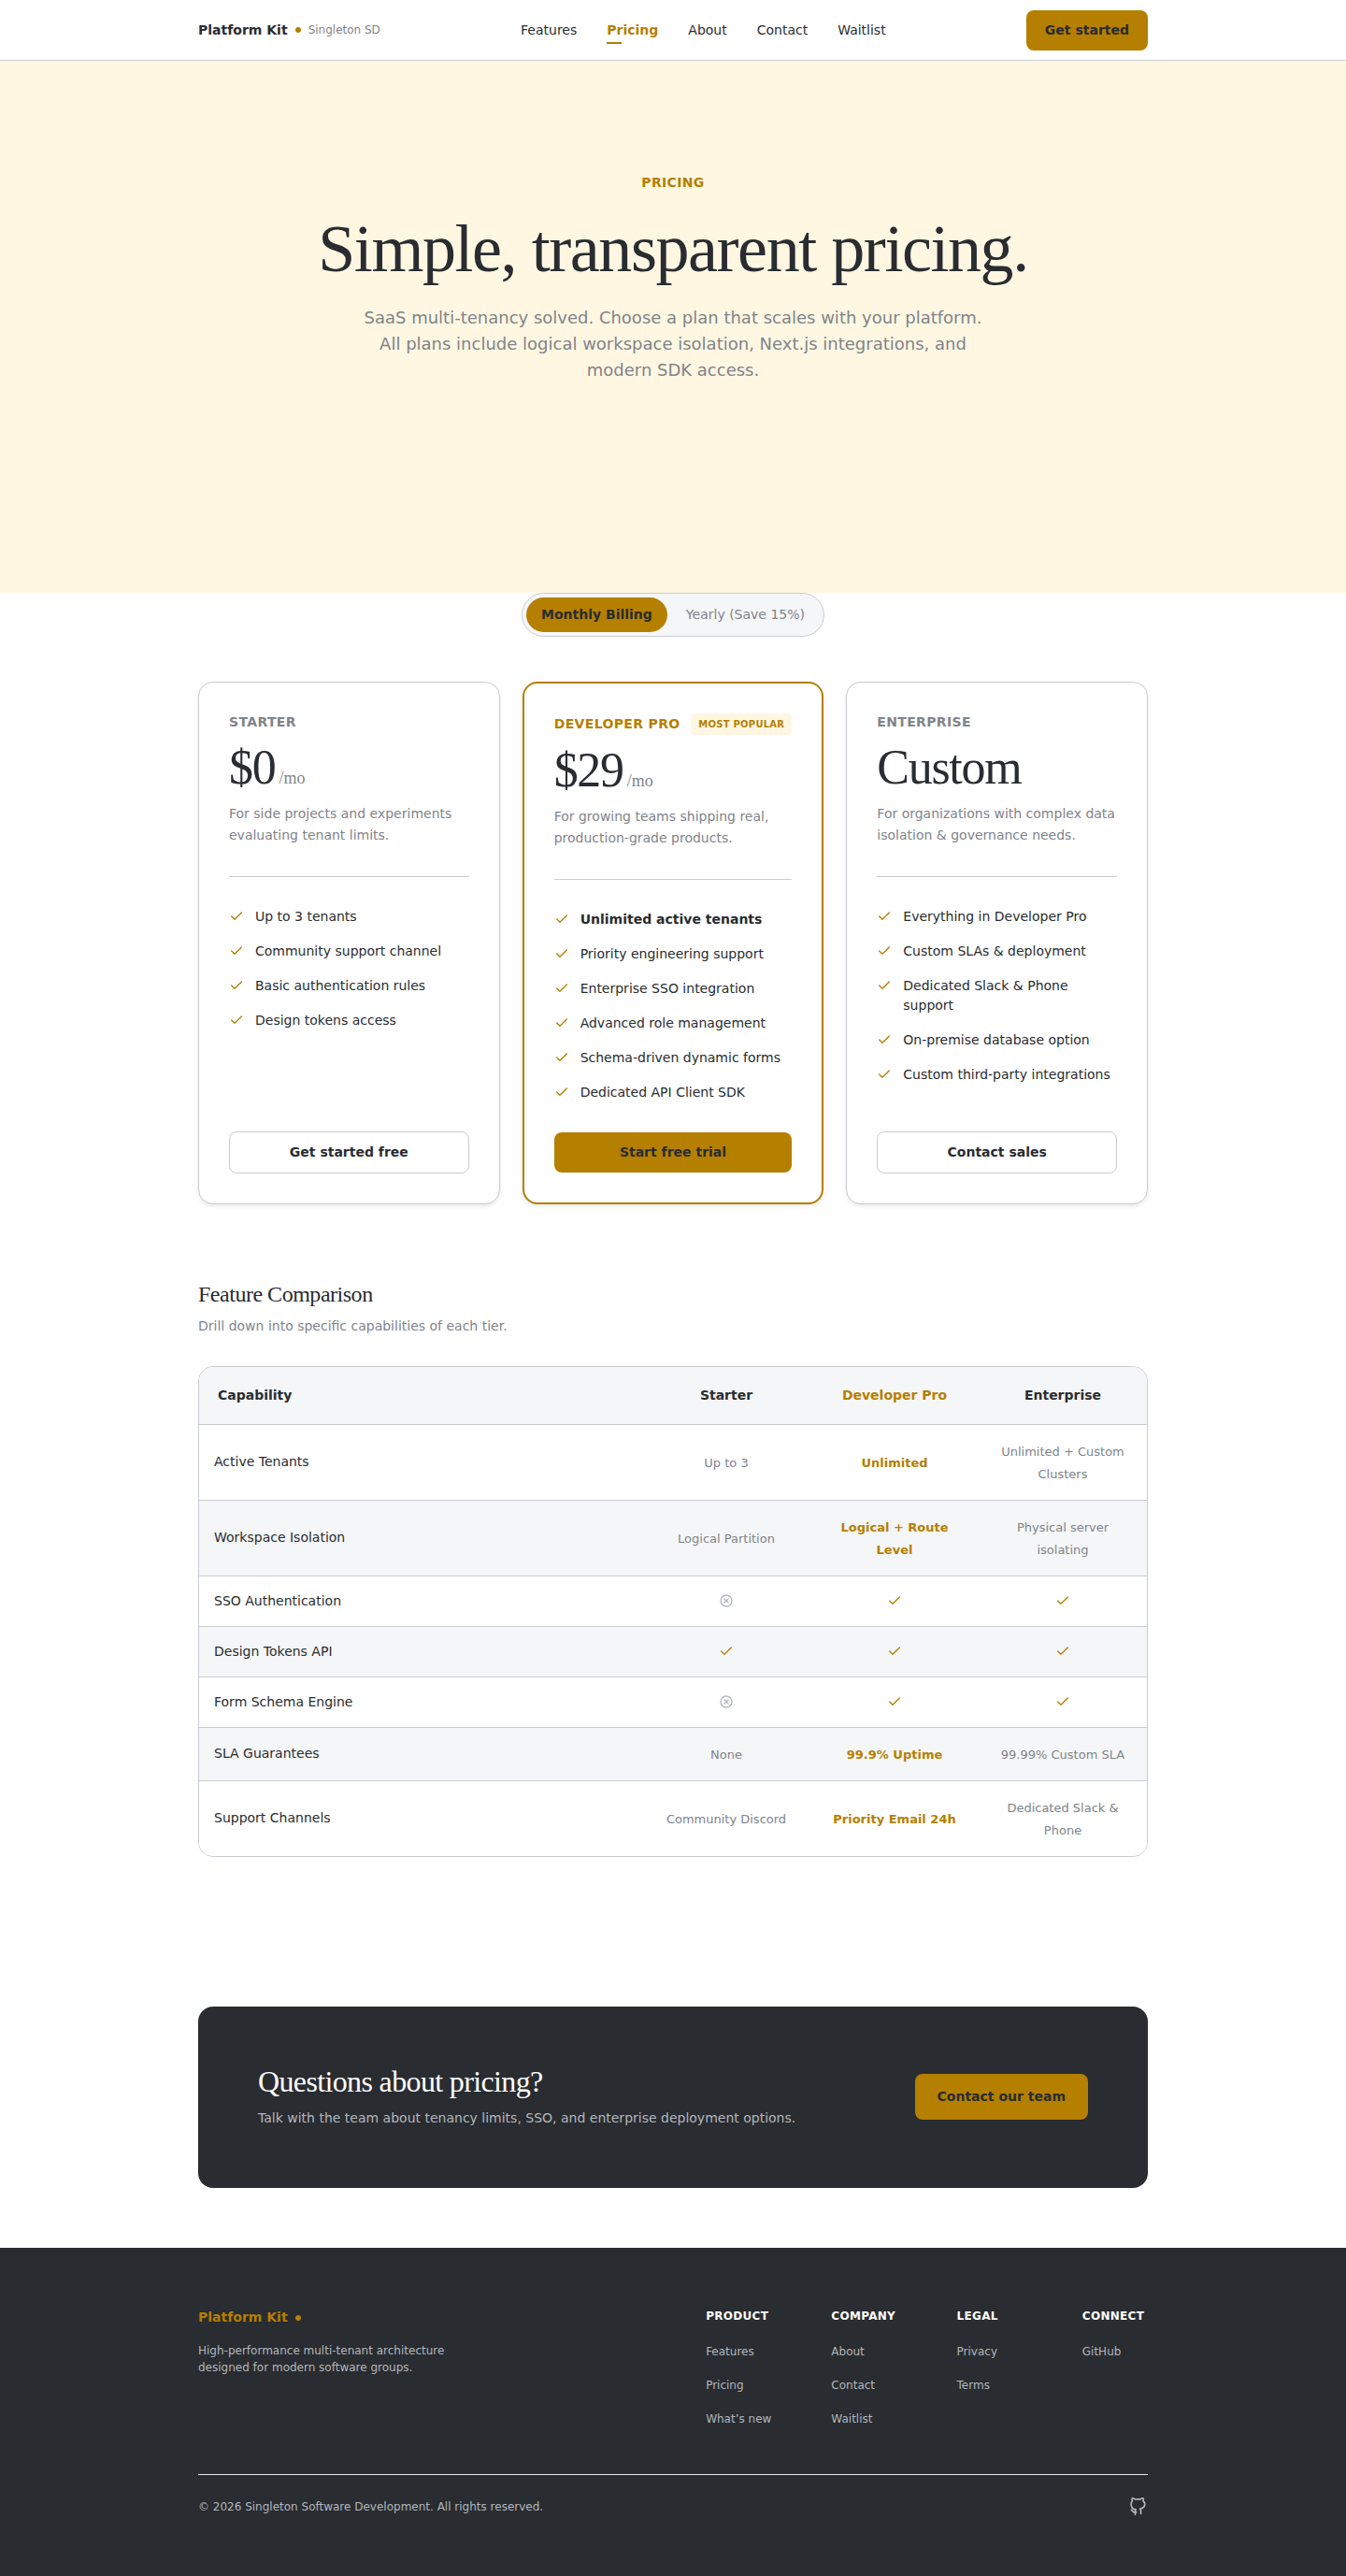 Platform Kit Singleton SD Features Pricing About Contact Waitlist Get started
PRICING
Simple, transparent pricing.
SaaS multi-tenancy solved. Choose a plan that scales with your platform.
All plans include logical workspace isolation, Next.js integrations, and
modern SDK access.
Monthly Billing Yearly (Save 15%)
STARTER
$0 /mo
For side projects and experiments
evaluating tenant limits.
Up to 3 tenants
Community support channel
Basic authentication rules
Design tokens access
Get started free
DEVELOPER PRO MOST POPULAR
$29 /mo
For growing teams shipping real,
production-grade products.
Unlimited active tenants
Priority engineering support
Enterprise SSO integration
Advanced role management
Schema-driven dynamic forms
Dedicated API Client SDK
Start free trial
ENTERPRISE
Custom
For organizations with complex data
isolation & governance needs.
Everything in Developer Pro
Custom SLAs & deployment
Dedicated Slack & Phone
support
On-premise database option
Custom third-party integrations
Contact sales
Feature Comparison
Drill down into specific capabilities of each tier.
Capability Starter Developer Pro Enterprise
Active Tenants Up to 3 Unlimited Unlimited + Custom
Clusters
Workspace Isolation Logical Partition Logical + Route
Level Physical server
isolating
SSO Authentication
Design Tokens API
Form Schema Engine
SLA Guarantees None 99.9% Uptime 99.99% Custom SLA
Support Channels Community Discord Priority Email 24h Dedicated Slack &
Phone
Questions about pricing?
Talk with the team about tenancy limits, SSO, and enterprise deployment options.
Contact our team
Platform Kit
High-performance multi-tenant architecture
designed for modern software groups.
PRODUCT
Features
Pricing
What's new
COMPANY
About
Contact
Waitlist
LEGAL
Privacy
Terms
CONNECT
GitHub
© 2026 Singleton Software Development. All rights reserved.